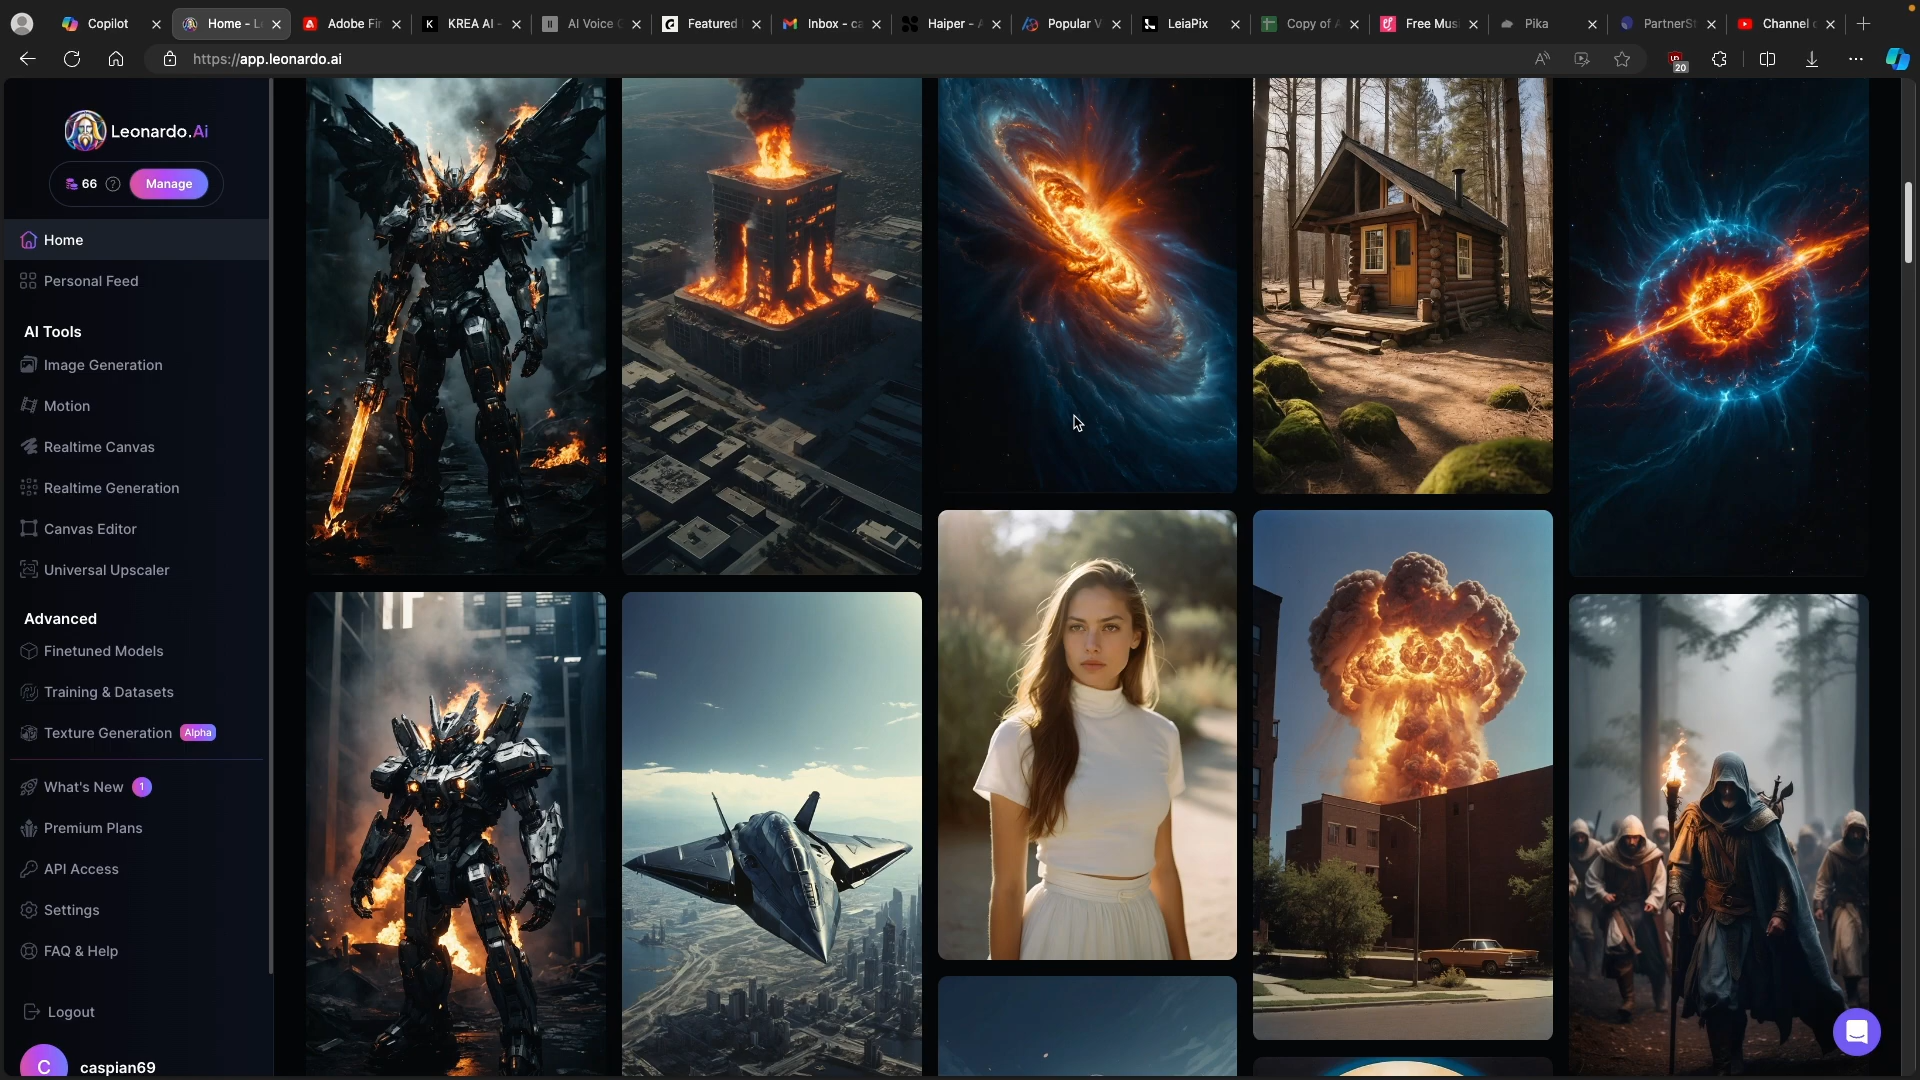 Copilot
Home - L
Adobe Fir
KREA AI -
AI Voice
Featured
Inbox - ca
Haiper - A
Popular V
LeiaPix
Copy of A
Free Mus
Pika
PartnerSt
Channel
https://app.leonardo.ai
20
Leonardo.Ai
66
Manage
Home
Personal Feed
AI Tools
Image Generation
Motion
Realtime Canvas
Realtime Generation
Canvas Editor
Universal Upscaler
Advanced
Finetuned Models
Training & Datasets
Texture Generation Alpha
What's New 1
Premium Plans
API Access
Settings
FAQ & Help
Logout
C
caspian69